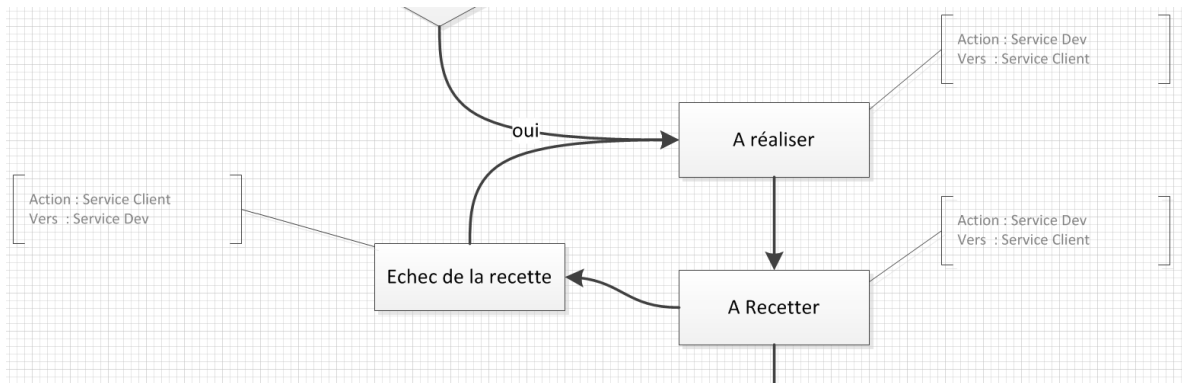 Action : Service Dev
Vers : Service Client
oui
A réaliser
Action : Service Client
Vers : Service Dev
Action : Service Dev
Vers : Service Client
Echec de la recette
A Recetter